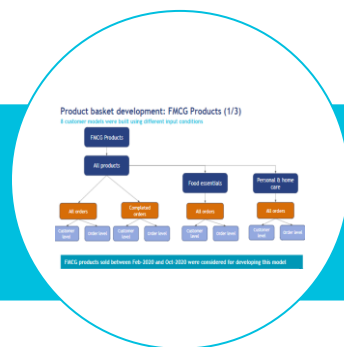 Product basket development: FMCG Products (1/3)
8 customer models were built using different input conditions
FMCG Products
All products
Food essentials
Personal & home
care
All orders
Completed
orders
All orders
All orders
Customer
level
Order level
Customer
level
Order level
Customer
level
Order level
Customer
level
Order level
FMCG products sold between Feb-2020 and Oct-2020 were considered for developing this model